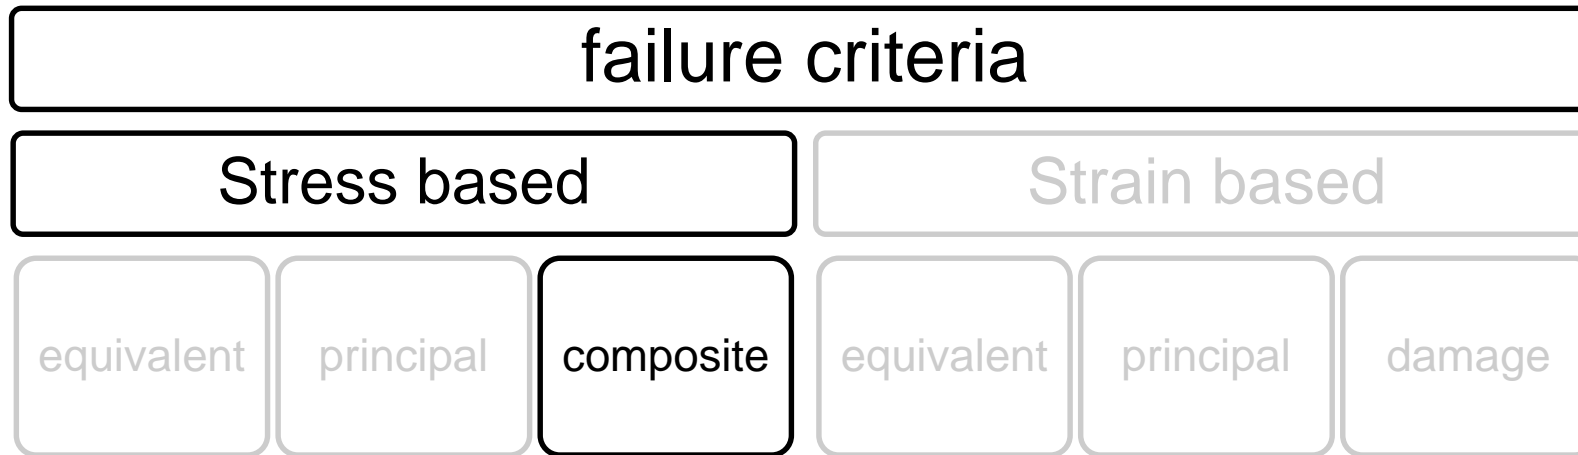 failure criteria
Stress based Strain based
equivalent principal composite equivalent principal damage